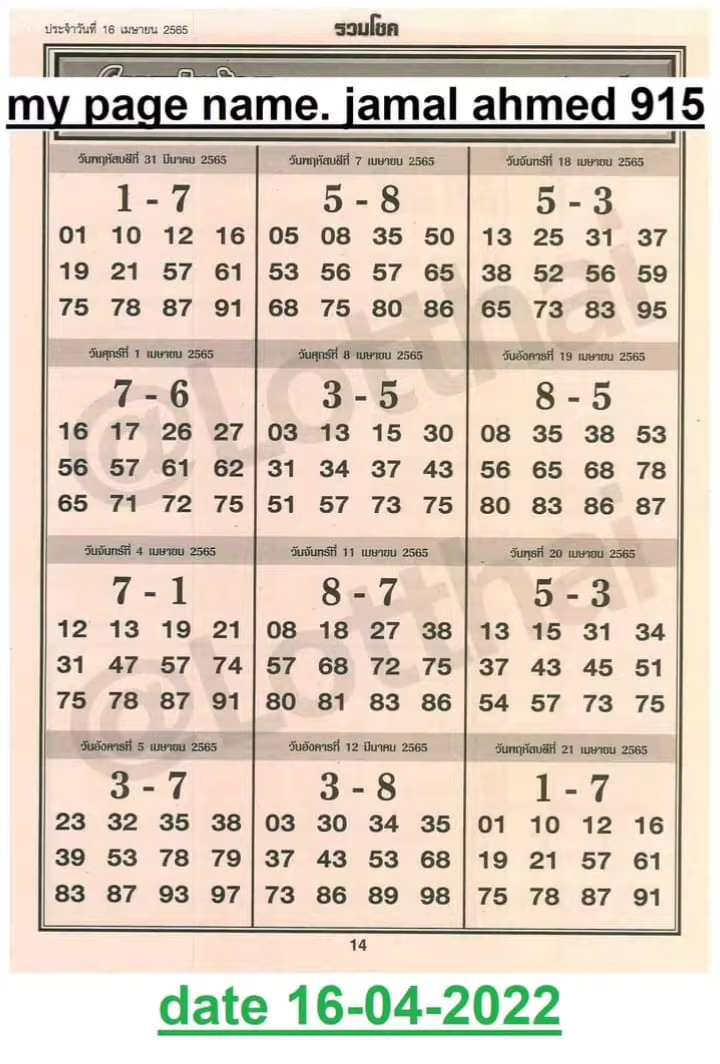 ประจำวันที่ 16 เมษายน 2565
รวมโชค
my page name. jamal ahmed 915
วันพฤหัสบดีที่ 31 มีนาคม 2565
1 - 7
01 10 12 16
19 21 57 61
75 78 87 91
วันพฤหัสบดีที่ 7 เมษายน 2565
5 - 8
05 08 35 50
53 56 57 65
68 75 80 86
วันจันทร์ที่ 18 เมษายน 2565
5 - 3
13 25 31 37
38 52 56 59
65 73 83 95
วันศุกร์ที่ 1 เมษายน 2565
7 - 6
16 17 26 27
56 57 61 62
65 71 72 75
วันศุกร์ที่ 8 เมษายน 2565
3 - 5
03 13 15 30
31 34 37 43
51 57 73 75
วันอังคารที่ 19 เมษายน 2565
8 - 5
08 35 38 53
56 65 68 78
80 83 86 87
วันจันทร์ที่ 4 เมษายน 2565
7 - 1
12 13 19 21
31 47 57 74
75 78 87 91
วันจันทร์ที่ 11 เมษายน 2565
8 - 7
08 18 27 38
57 68 72 75
80 81 83 86
วันพุธที่ 20 เมษายน 2565
5 - 3
13 15 31 34
37 43 45 51
54 57 73 75
วันอังคารที่ 5 เมษายน 2565
3 - 7
23 32 35 38
39 53 78 79
83 87 93 97
วันอังคารที่ 12 มีนาคม 2565
3 - 8
03 30 34 35
37 43 53 68
73 86 89 98
วันพฤหัสบดีที่ 21 เมษายน 2565
1 - 7
01 10 12 16
19 21 57 61
75 78 87 91
@Lotthai
@Lotthai
14
date 16-04-2022